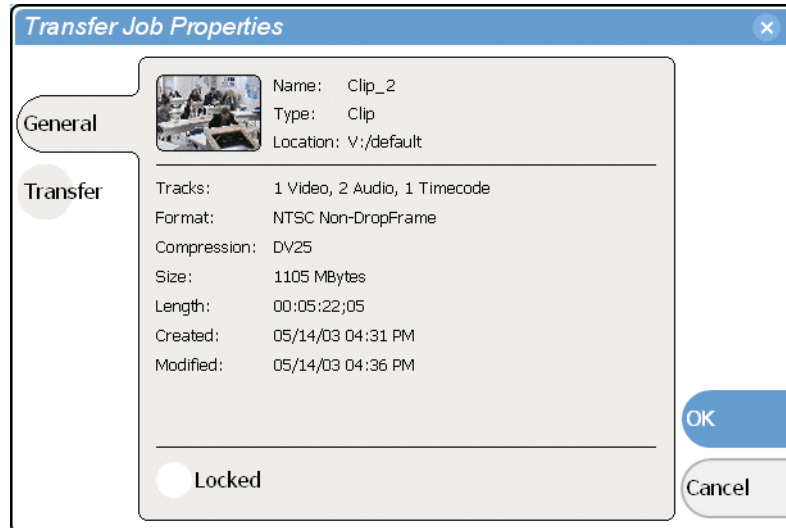 Transfer Job Properties
General
Transfer
Name: Clip_2
Type: Clip
Location: V:/default
Tracks: 1 Video, 2 Audio, 1 Timecode
Format: NTSC Non-DropFrame
Compression: DV25
Size: 1105 MBytes
Length: 00:05:22;05
Created: 05/14/03 04:31 PM
Modified: 05/14/03 04:36 PM
Locked
OK
Cancel